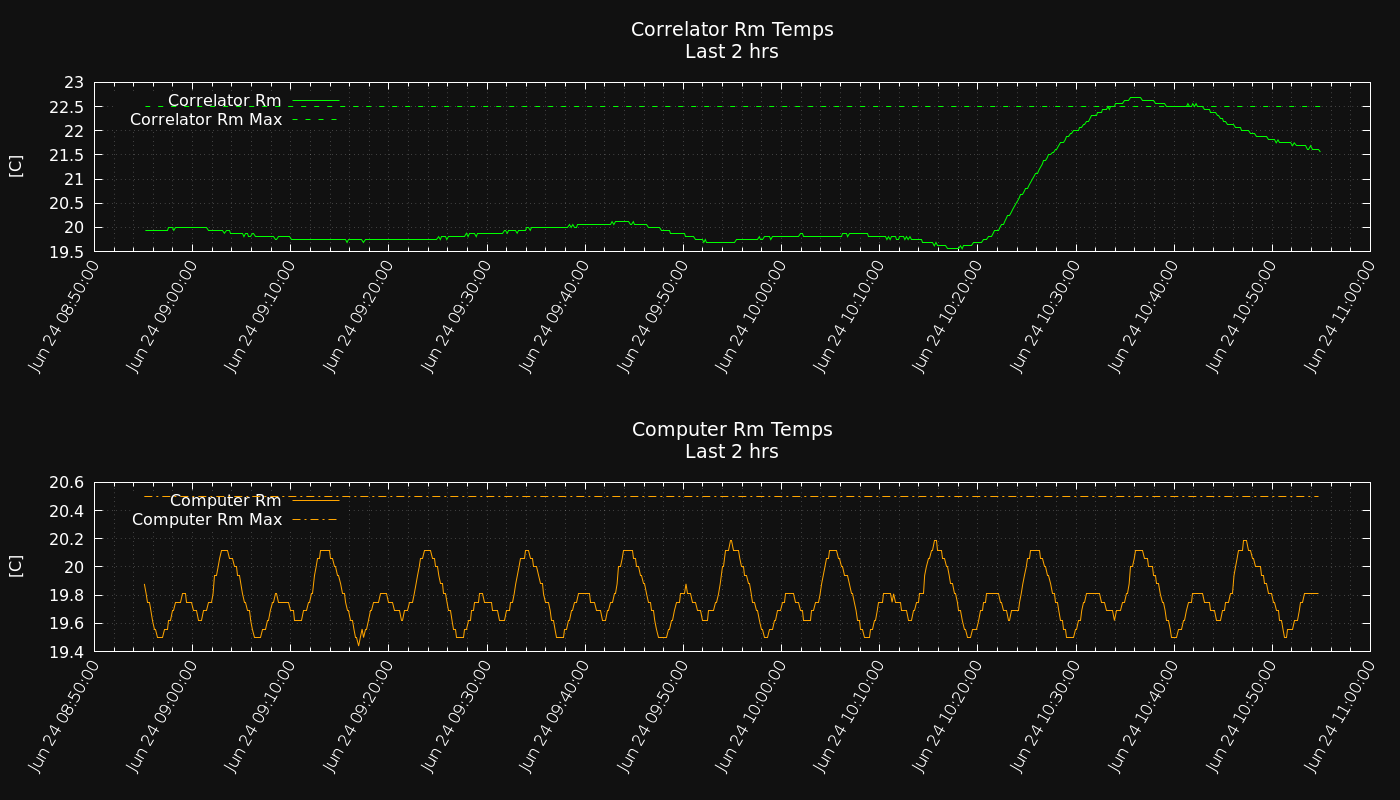 Correlator Rm Temps
Last 2 hrs
23
22.5
22
21.5
21
20.5
20
19.5
[C]
Correlator Rm
Correlator Rm Max
Jun 24 08:50:00
Jun 24 09:00:00
Jun 24 09:10:00
Jun 24 09:20:00
Jun 24 09:30:00
Jun 24 09:40:00
Jun 24 09:50:00
Jun 24 10:00:00
Jun 24 10:10:00
Jun 24 10:20:00
Jun 24 10:30:00
Jun 24 10:40:00
Jun 24 10:50:00
Jun 24 11:00:00
Computer Rm Temps
Last 2 hrs
20.6
20.4
20.2
20
19.8
19.6
19.4
[C]
Computer Rm
Computer Rm Max
Jun 24 08:50:00
Jun 24 09:00:00
Jun 24 09:10:00
Jun 24 09:20:00
Jun 24 09:30:00
Jun 24 09:40:00
Jun 24 09:50:00
Jun 24 10:00:00
Jun 24 10:10:00
Jun 24 10:20:00
Jun 24 10:30:00
Jun 24 10:40:00
Jun 24 10:50:00
Jun 24 11:00:00